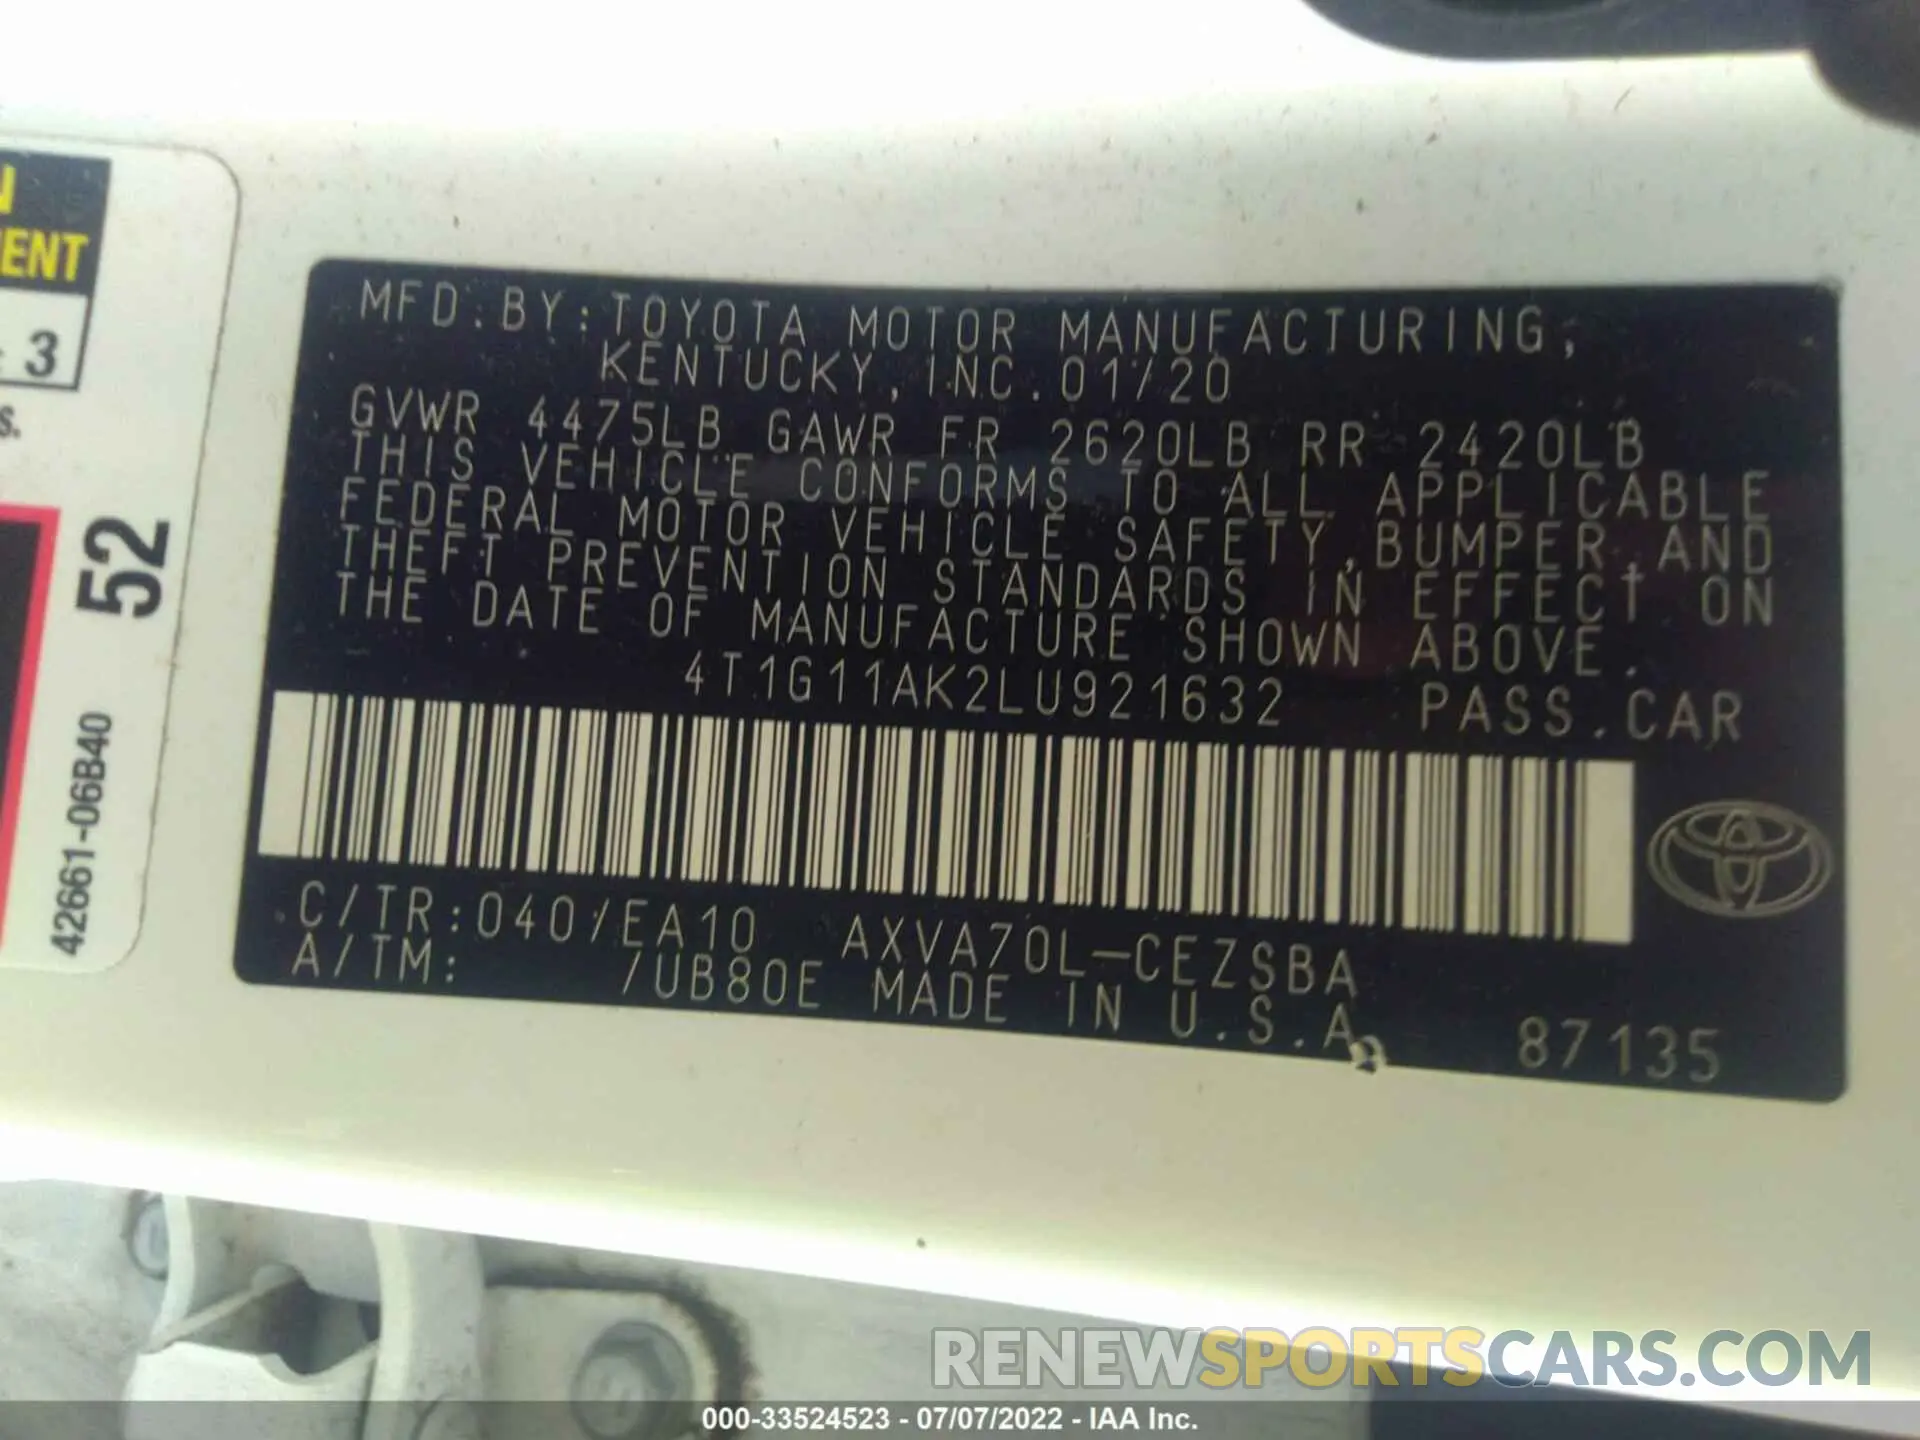 N
ENT
3
s.
52
42661-06B40
MFD.BY:TOYOTA MOTOR MANUFACTURING,
KENTUCKY,INC.01/20
GVWR 4475LB GAWR FR 2620LB RR 2420LB
THIS VEHICLE CONFORMS TO ALL APPLICABLE
FEDERAL MOTOR VEHICLE SAFETY,BUMPER,AND
THEFT PREVENTION STANDARDS IN EFFECT ON
THE DATE OF MANUFACTURE SHOWN ABOVE.
4T1G11AK2LU921632 PASS.CAR
C/TR:040/EA10 AXVA70L-CEZSBA
A/TM: /UB80E MADE IN U.S.A. 87135
RENEWSPORTSCARS.COM
000-33524523 - 07/07/2022 - IAA Inc.